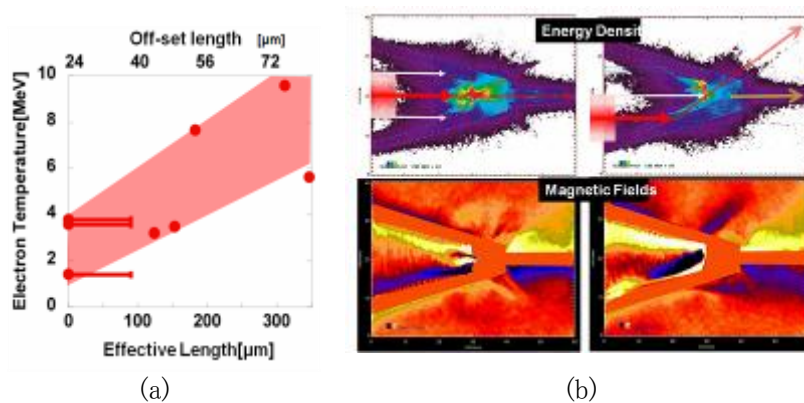 Off-set length [μm]
24 40 56 72
10
8
6
4
2
0
Electron Temperature[MeV]
0 100 200 300
Effective Length[μm]
(a)
Energy Densit
Magnetic Fields
(b)